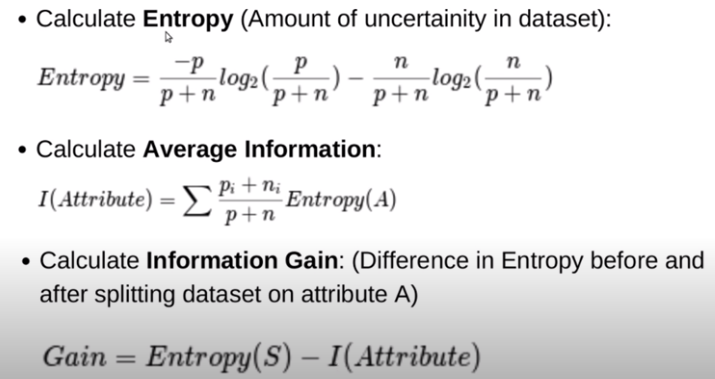 • Calculate Entropy (Amount of uncertainity in dataset):
Entropy = \frac{-p}{p+n} log_2(\frac{p}{p+n}) - \frac{n}{p+n} log_2(\frac{n}{p+n})
• Calculate Average Information:
I(Attribute) = \sum \frac{p_i+n_i}{p+n} Entropy(A)
• Calculate Information Gain: (Difference in Entropy before and
after splitting dataset on attribute A)
Gain = Entropy(S) - I(Attribute)